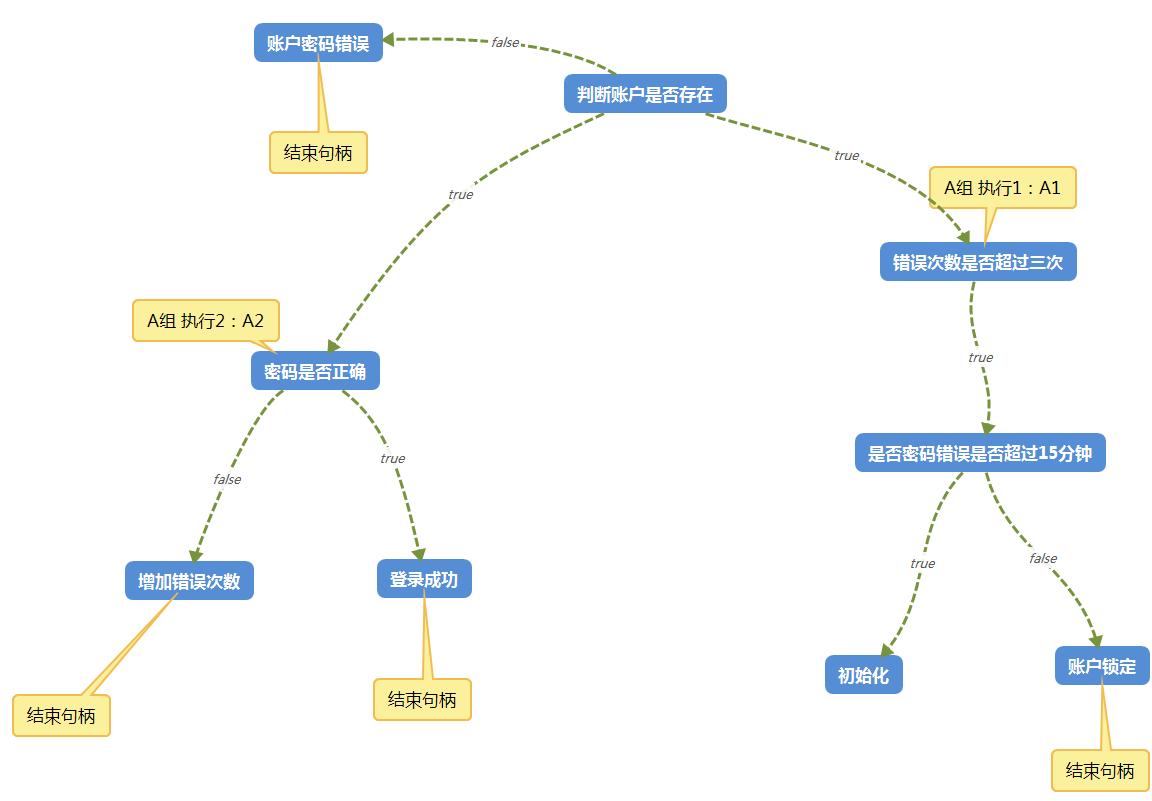 账户密码错误
false
判断账户是否存在
结束句柄
true
true
A组 执行1：A1
错误次数是否超过三次
A组 执行2：A2
true
密码是否正确
true
false
是否密码错误是否超过15分钟
true
false
增加错误次数
登录成功
初始化
账户锁定
结束句柄
结束句柄
结束句柄